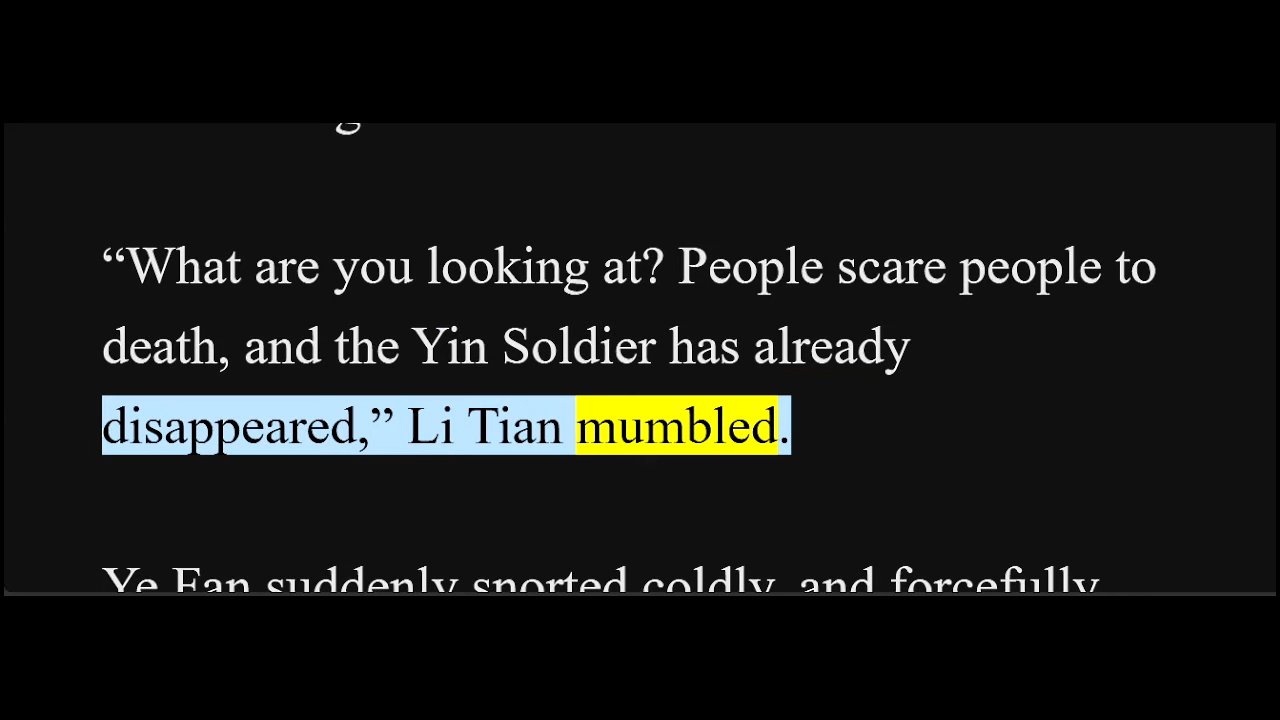 “What are you looking at? People scare people to
death, and the Yin Soldier has already
disappeared,” Li Tian mumbled.
Ye Fan suddenly snorted coldly, and forcefully